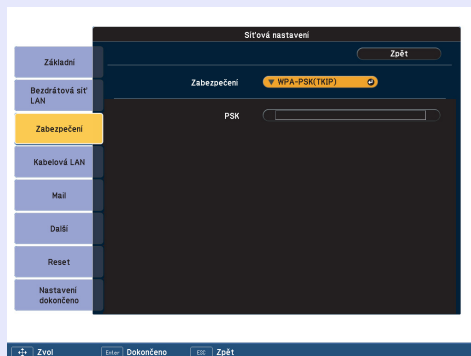 Síťová nastavení
Zpět
Základní
Zabezpečení
WPA-PSK(TKIP)
Bezdrátová síť
LAN
PSK
Zabezpečení
Kabelová LAN
Mail
Další
Reset
Nastavení
dokončeno
Zvol
Enter Dokončeno
ESC Zpět